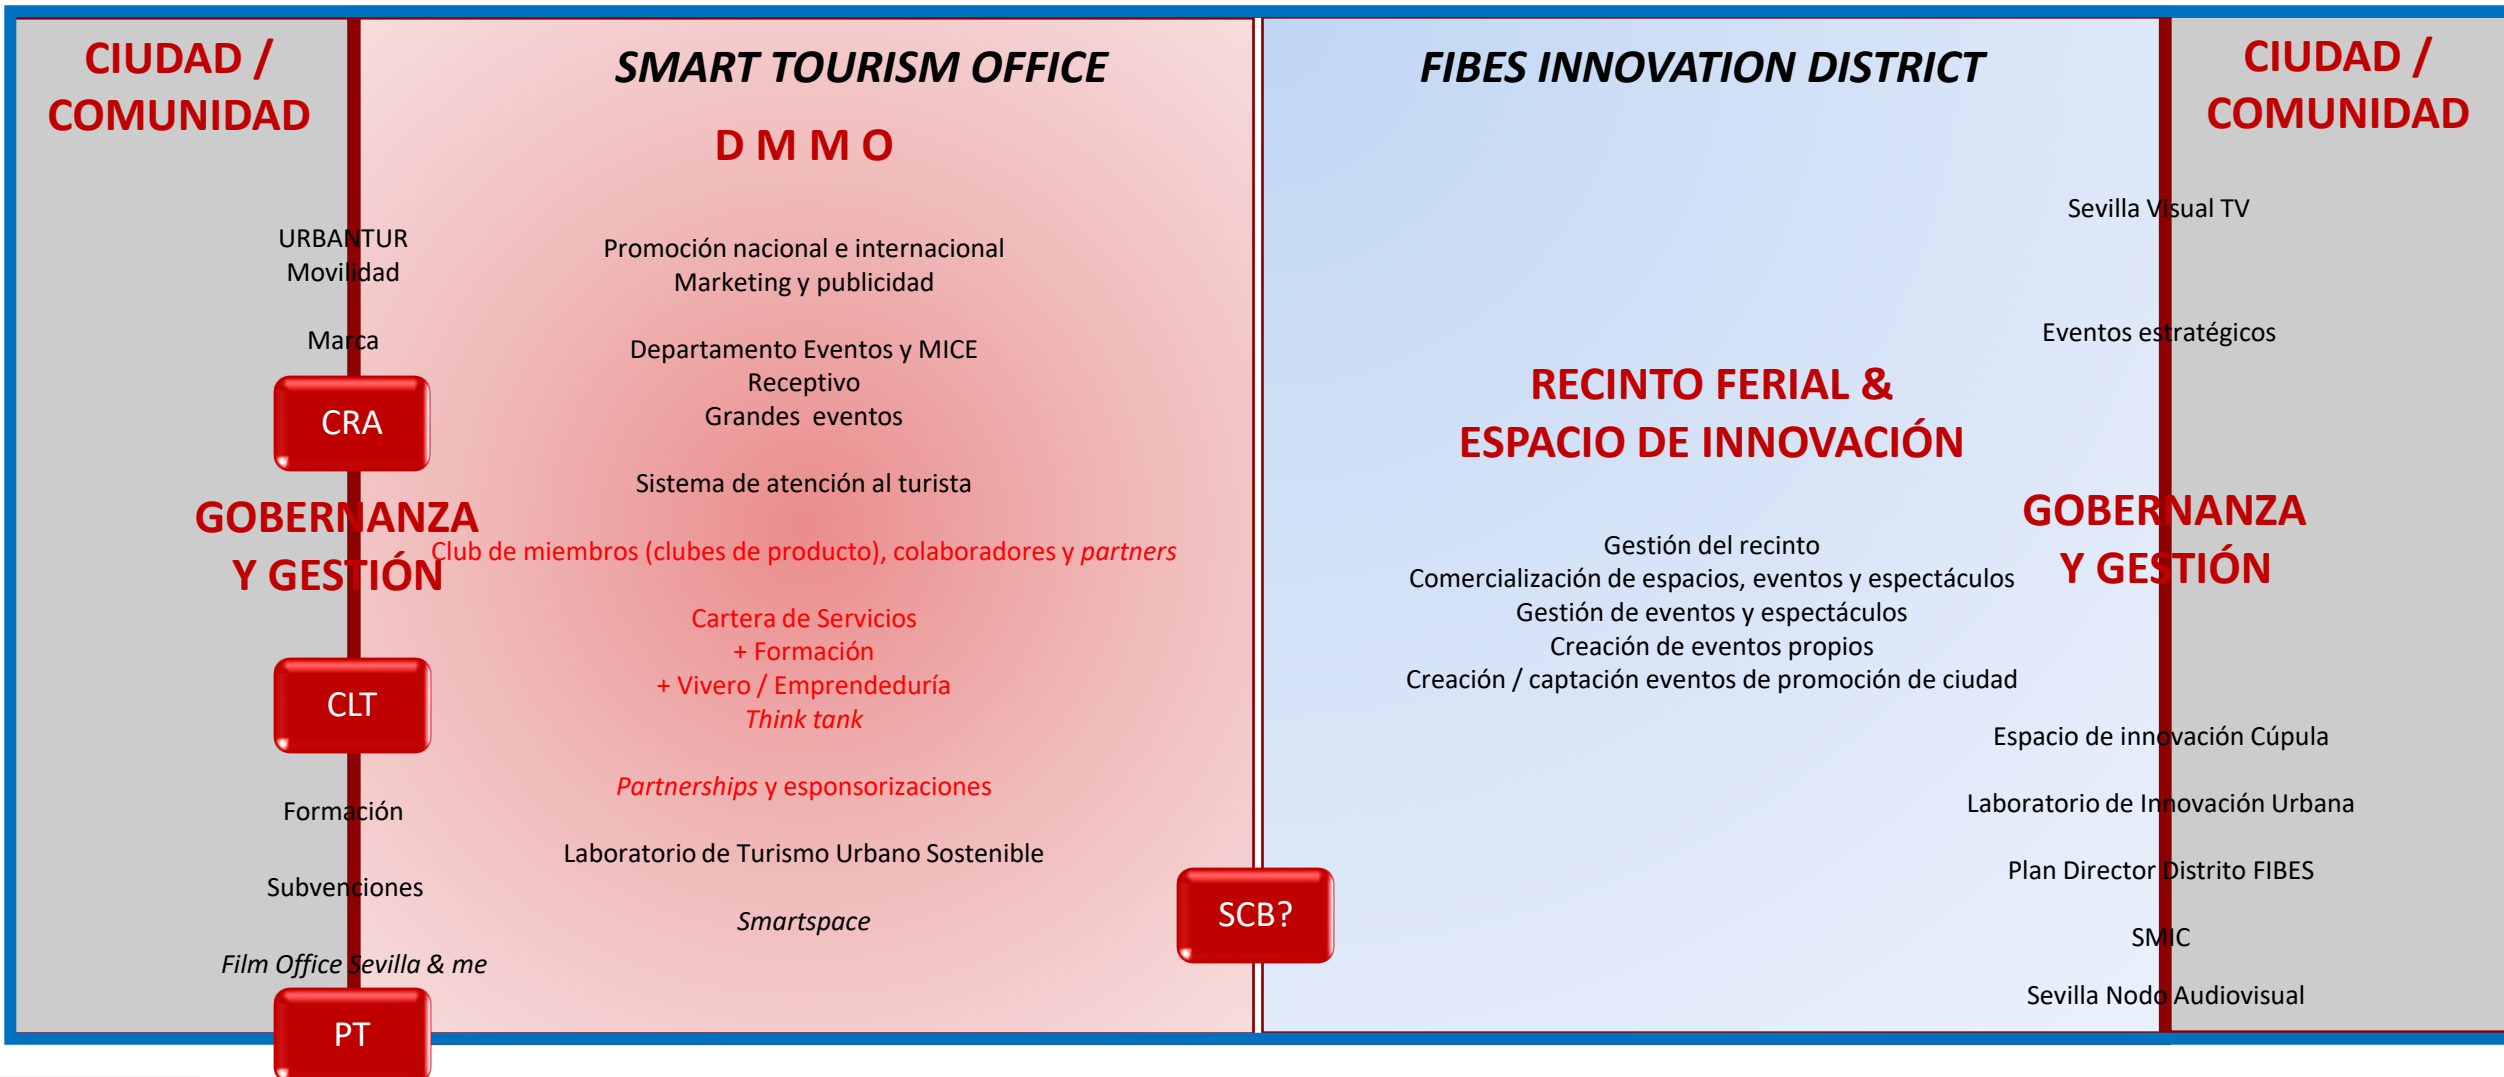 CIUDAD /
COMUNIDAD
URBANTUR
Movilidad
Marca
CRA
GOBERNANZA
Y GESTIÓN
CLT
Formación
Subvenciones
Film Office Sevilla & me
PT
SMART TOURISM OFFICE
D M M O
Promoción nacional e internacional
Marketing y publicidad
Departamento Eventos y MICE
Receptivo
Grandes eventos
Sistema de atención al turista
Club de miembros (clubes de producto), colaboradores y partners
Cartera de Servicios
+ Formación
+ Vivero / Emprendeduría
Think tank
Partnerships y esponsorizaciones
Laboratorio de Turismo Urbano Sostenible
Smartspace
SCB?
FIBES INNOVATION DISTRICT
RECINTO FERIAL &
ESPACIO DE INNOVACIÓN
Gestión del recinto
Comercialización de espacios, eventos y espectáculos
Gestión de eventos y espectáculos
Creación de eventos propios
Creación / captación eventos de promoción de ciudad
CIUDAD /
COMUNIDAD
Sevilla Visual TV
Eventos estratégicos
GOBERNANZA
Y GESTIÓN
Espacio de innovación Cúpula
Laboratorio de Innovación Urbana
Plan Director Distrito FIBES
SMIC
Sevilla Nodo Audiovisual